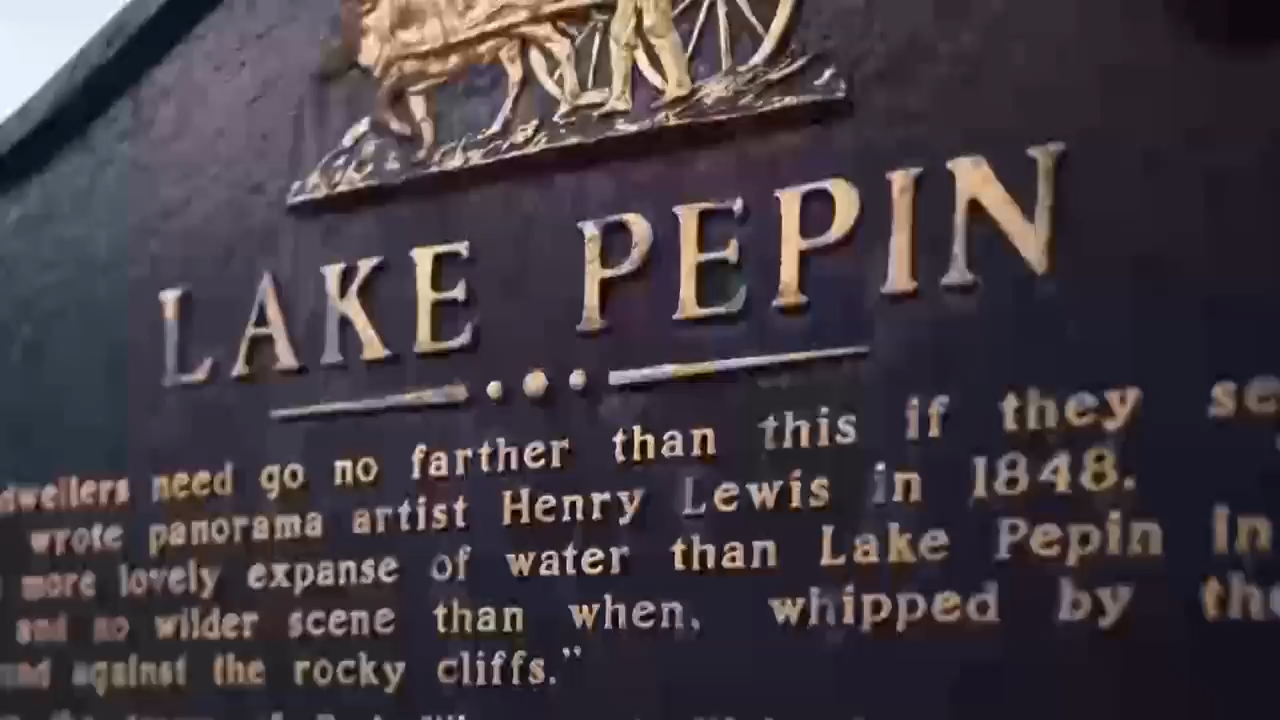 LAKE PEPIN
dwellers need go no farther than this if they se
wrote panorama artist Henry Lewis in 1848.
more lovely expanse of water than Lake Pepin in
and no wilder scene than when, whipped by the
against the rocky cliffs.”